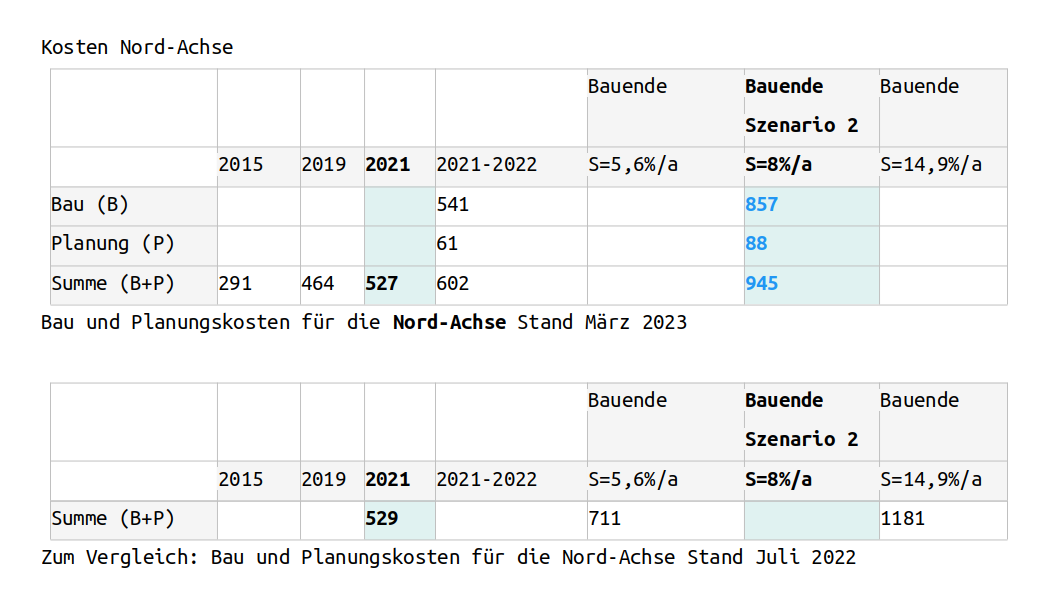 Kosten Nord-Achse
Bauende Bauende Bauende
Szenario 2
2015 2019 2021 2021-2022 S=5,6%/a S=8%/a S=14,9%/a
Bau (B) 541 857
Planung (P) 61 88
Summe (B+P) 291 464 527 602 945
Bau und Planungskosten für die Nord-Achse Stand März 2023
Bauende Bauende Bauende
Szenario 2
2015 2019 2021 2021-2022 S=5,6%/a S=8%/a S=14,9%/a
Summe (B+P) 529 711 1181
Zum Vergleich: Bau und Planungskosten für die Nord-Achse Stand Juli 2022